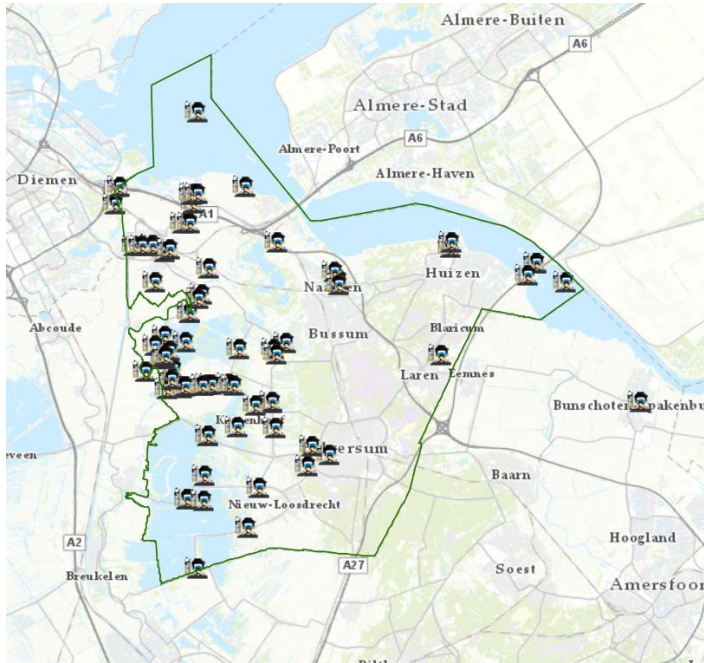 Almere-Buiten
A6
Almere-Stad
A6
Almere-Poort
Almere-Haven
Diemen
A1
Huizen
Abcoude
Bussum
Blaricum
Laren
Eemnes
Baarn
Nieuw-Loosdrecht
Hoogland
A2
A27
Soest
Breukelen
Amersfoor